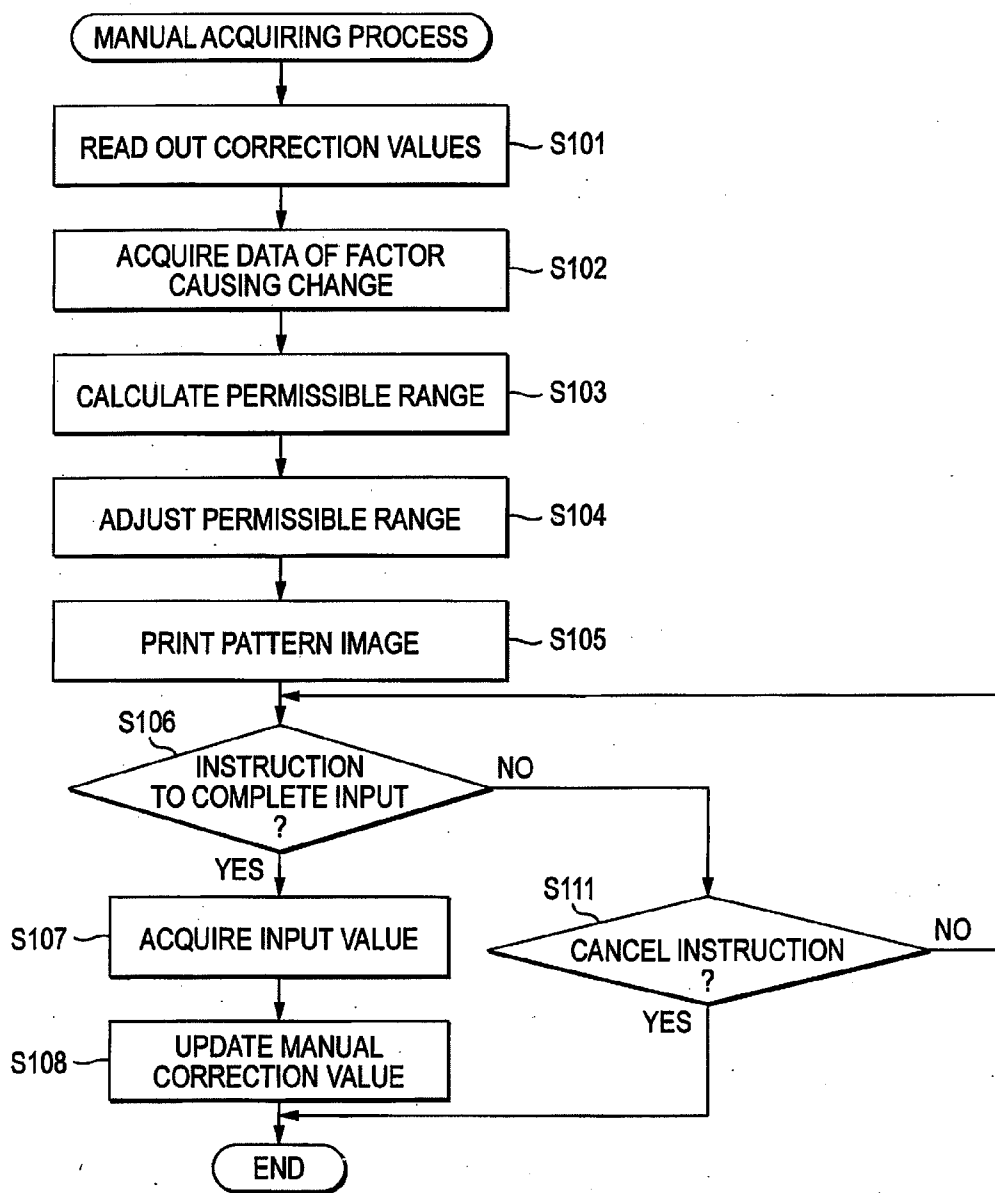 MANUAL ACQUIRING PROCESS
READ OUT CORRECTION VALUES
S101
ACQUIRE DATA OF FACTOR
CAUSING CHANGE
S102
CALCULATE PERMISSIBLE RANGE
S103
ADJUST PERMISSIBLE RANGE
S104
PRINT PATTERN IMAGE
S105
S106
INSTRUCTION
TO COMPLETE INPUT
?
NO
YES
S111
CANCEL INSTRUCTION
?
NO
YES
S107
ACQUIRE INPUT VALUE
S108
UPDATE MANUAL
CORRECTION VALUE
END